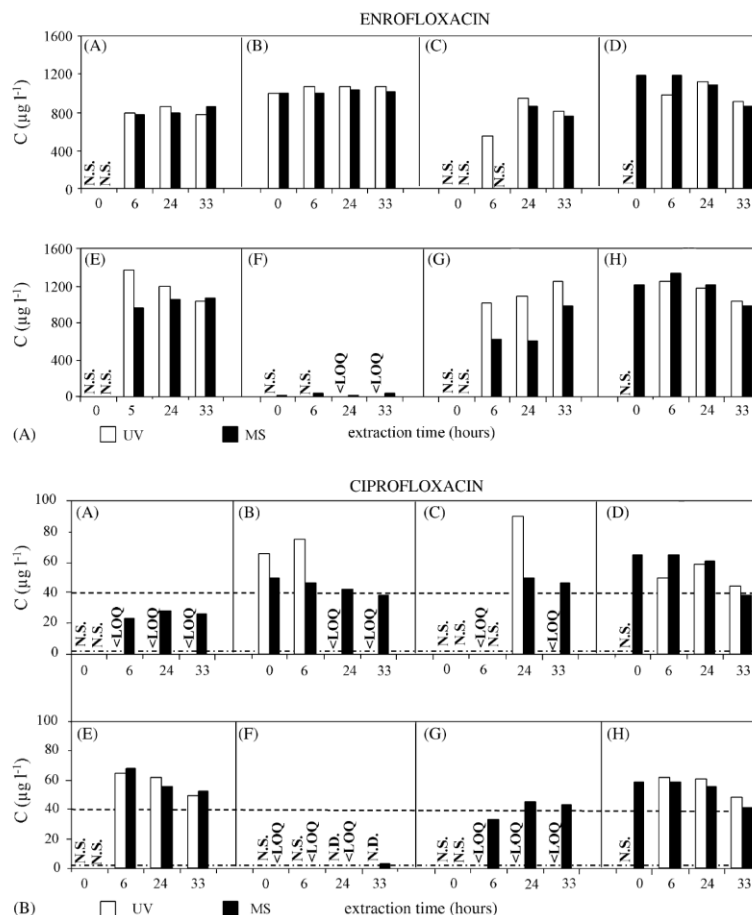 ENROFLOXACIN
1600 (A) (B) (C) (D)
1200
C (µg l-1)
800
400
0
N.S. N.S. N.S. N.S. N.S. N.S.
0 6 24 33 0 6 24 33 0 6 24 33 0 6 24 33
1600 (E) (F) (G) (H)
1200
C (µg l-1)
800
400
0
N.S. N.S. N.S. N.S. <LOQ <LOQ N.S. N.S. N.S.
0 5 24 33 0 6 24 33 0 6 24 33 0 6 24 33
(A) UV MS extraction time (hours)
CIPROFLOXACIN
100 (A) (B) (C) (D)
80
60
C (µg l-1)
40
20
0
N.S. N.S. <LOQ <LOQ <LOQ <LOQ <LOQ N.S. N.S. <LOQ N.S. <LOQ N.S.
0 6 24 33 0 6 24 33 0 6 24 33 0 6 24 33
100 (E) (F) (G) (H)
80
60
C (µg l-1)
40
20
0
N.S. N.S. N.S. <LOQ N.S. <LOQ N.D. <LOQ N.D. N.S. N.S. <LOQ <LOQ <LOQ N.S.
0 6 24 33 0 6 24 33 0 6 24 33 0 6 24 33
(B) UV MS extraction time (hours)